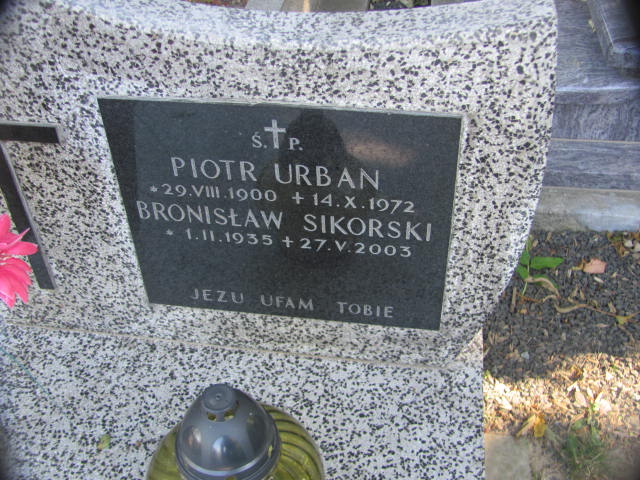 Ś. † P.
PIOTR URBAN
* 29.VIII.1900 + 14.X.1972
BRONISŁAW SIKORSKI
* 1.II.1935 + 27.V.2003
JEZU UFAM TOBIE